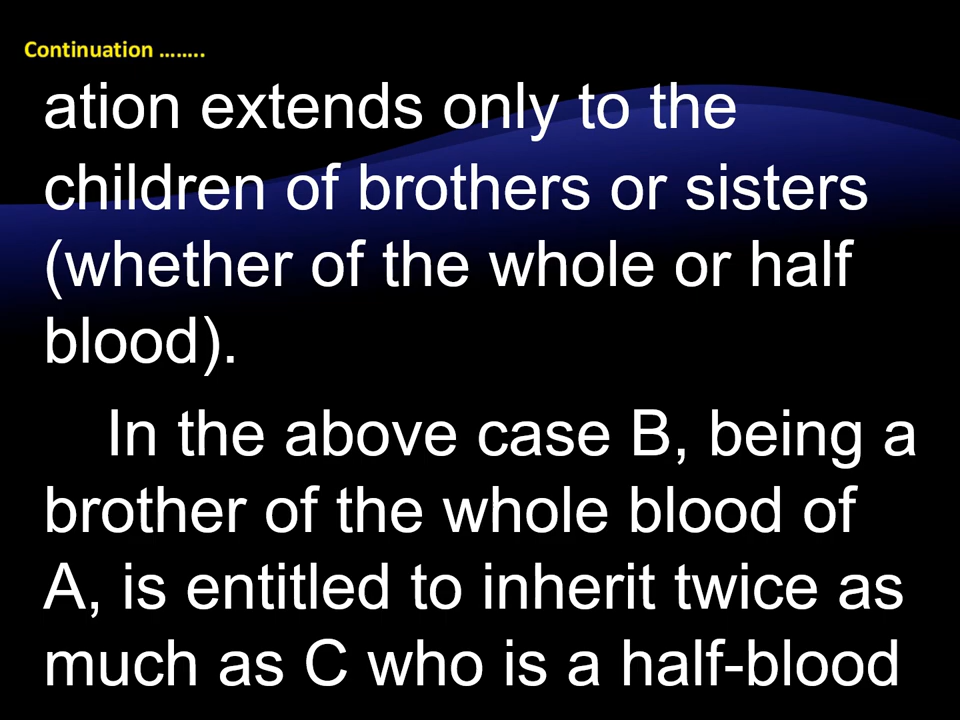 Continuation ........
ation extends only to the
children of brothers or sisters
(whether of the whole or half
blood).
In the above case B, being a
brother of the whole blood of
A, is entitled to inherit twice as
much as C who is a half-blood